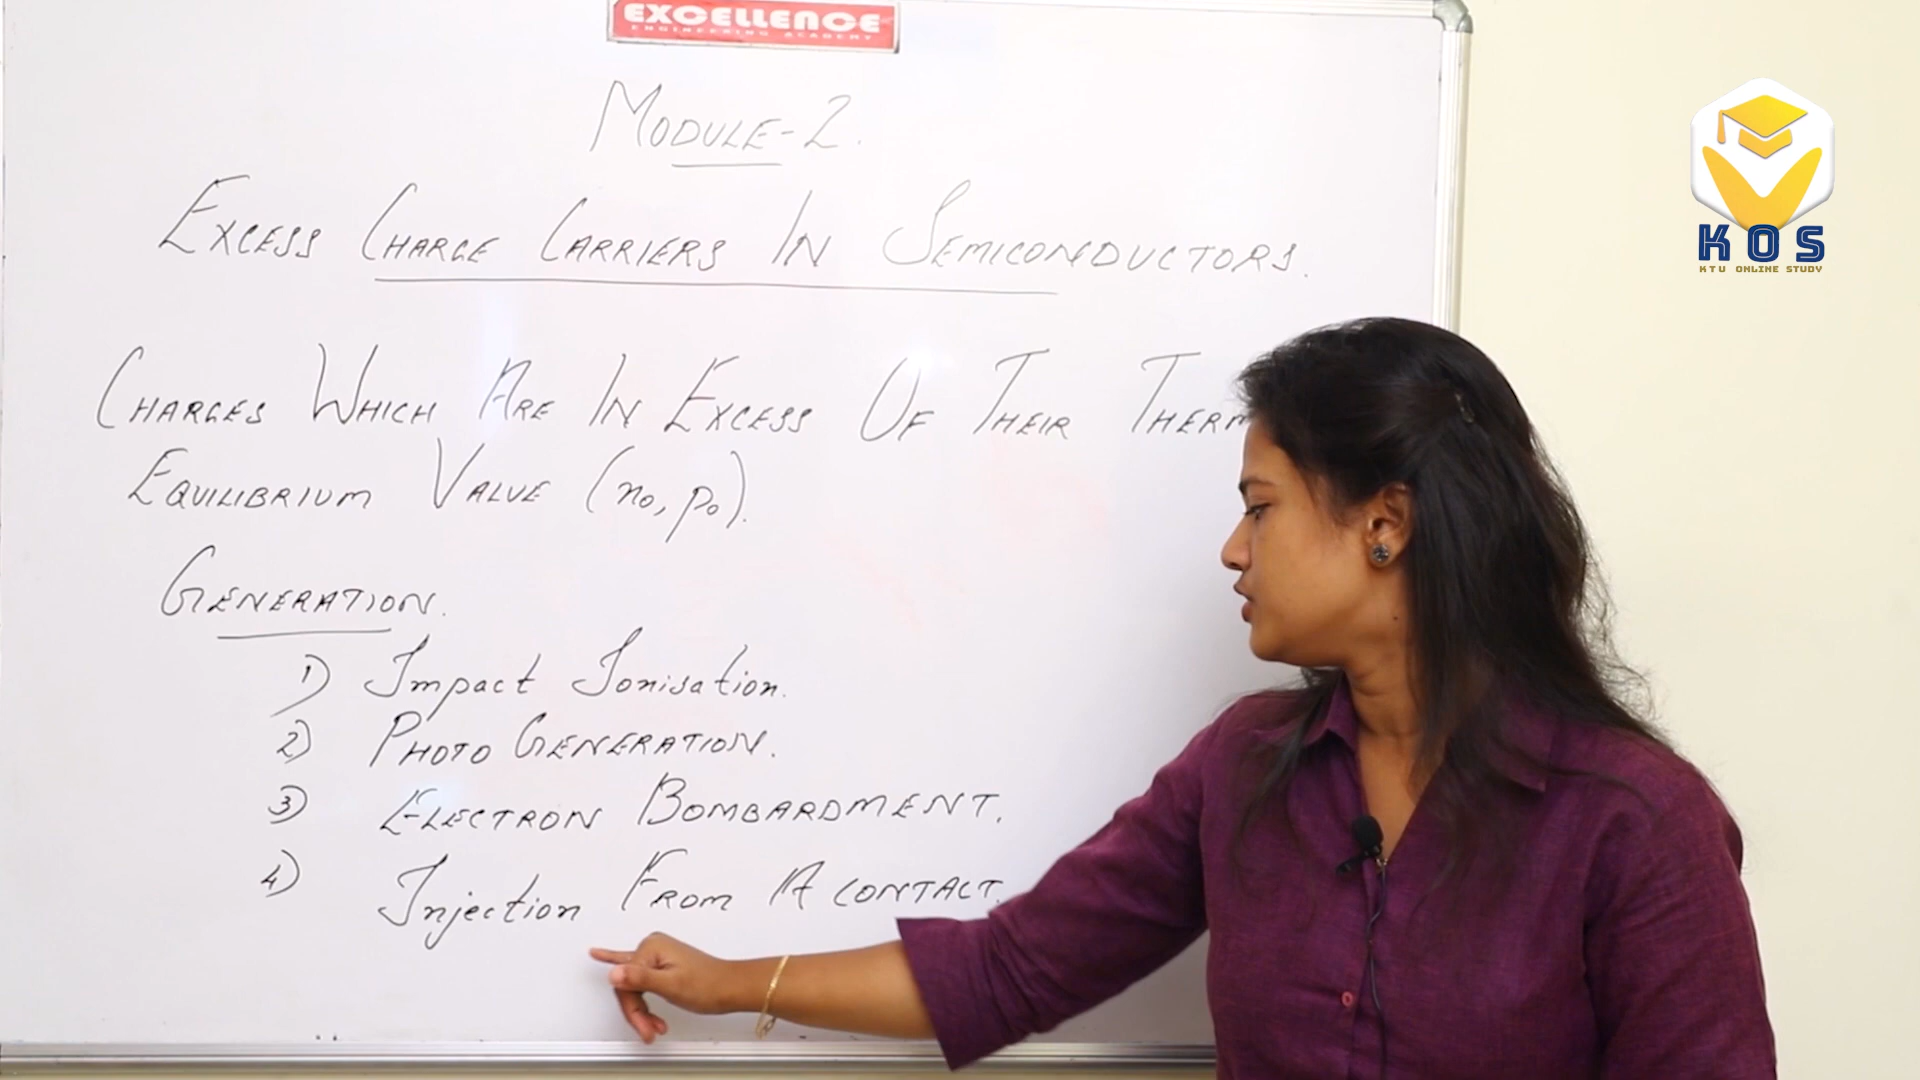 EXCELLENCE
ENGINEERING ACADEMY
MODULE-2.
EXCESS CHARGE CARRIERS IN SEMICONDUCTORS.
CHARGES WHICH ARE IN EXCESS OF THEIR THERM
EQUILIBRIUM VALUE (no, po).
GENERATION.
1) Impact Ionisation.
2) PHOTO GENERATION.
3) ELECTRON BOMBARDMENT.
4) Injection FROM A CONTACT.
KOS
KTU ONLINE STUDY